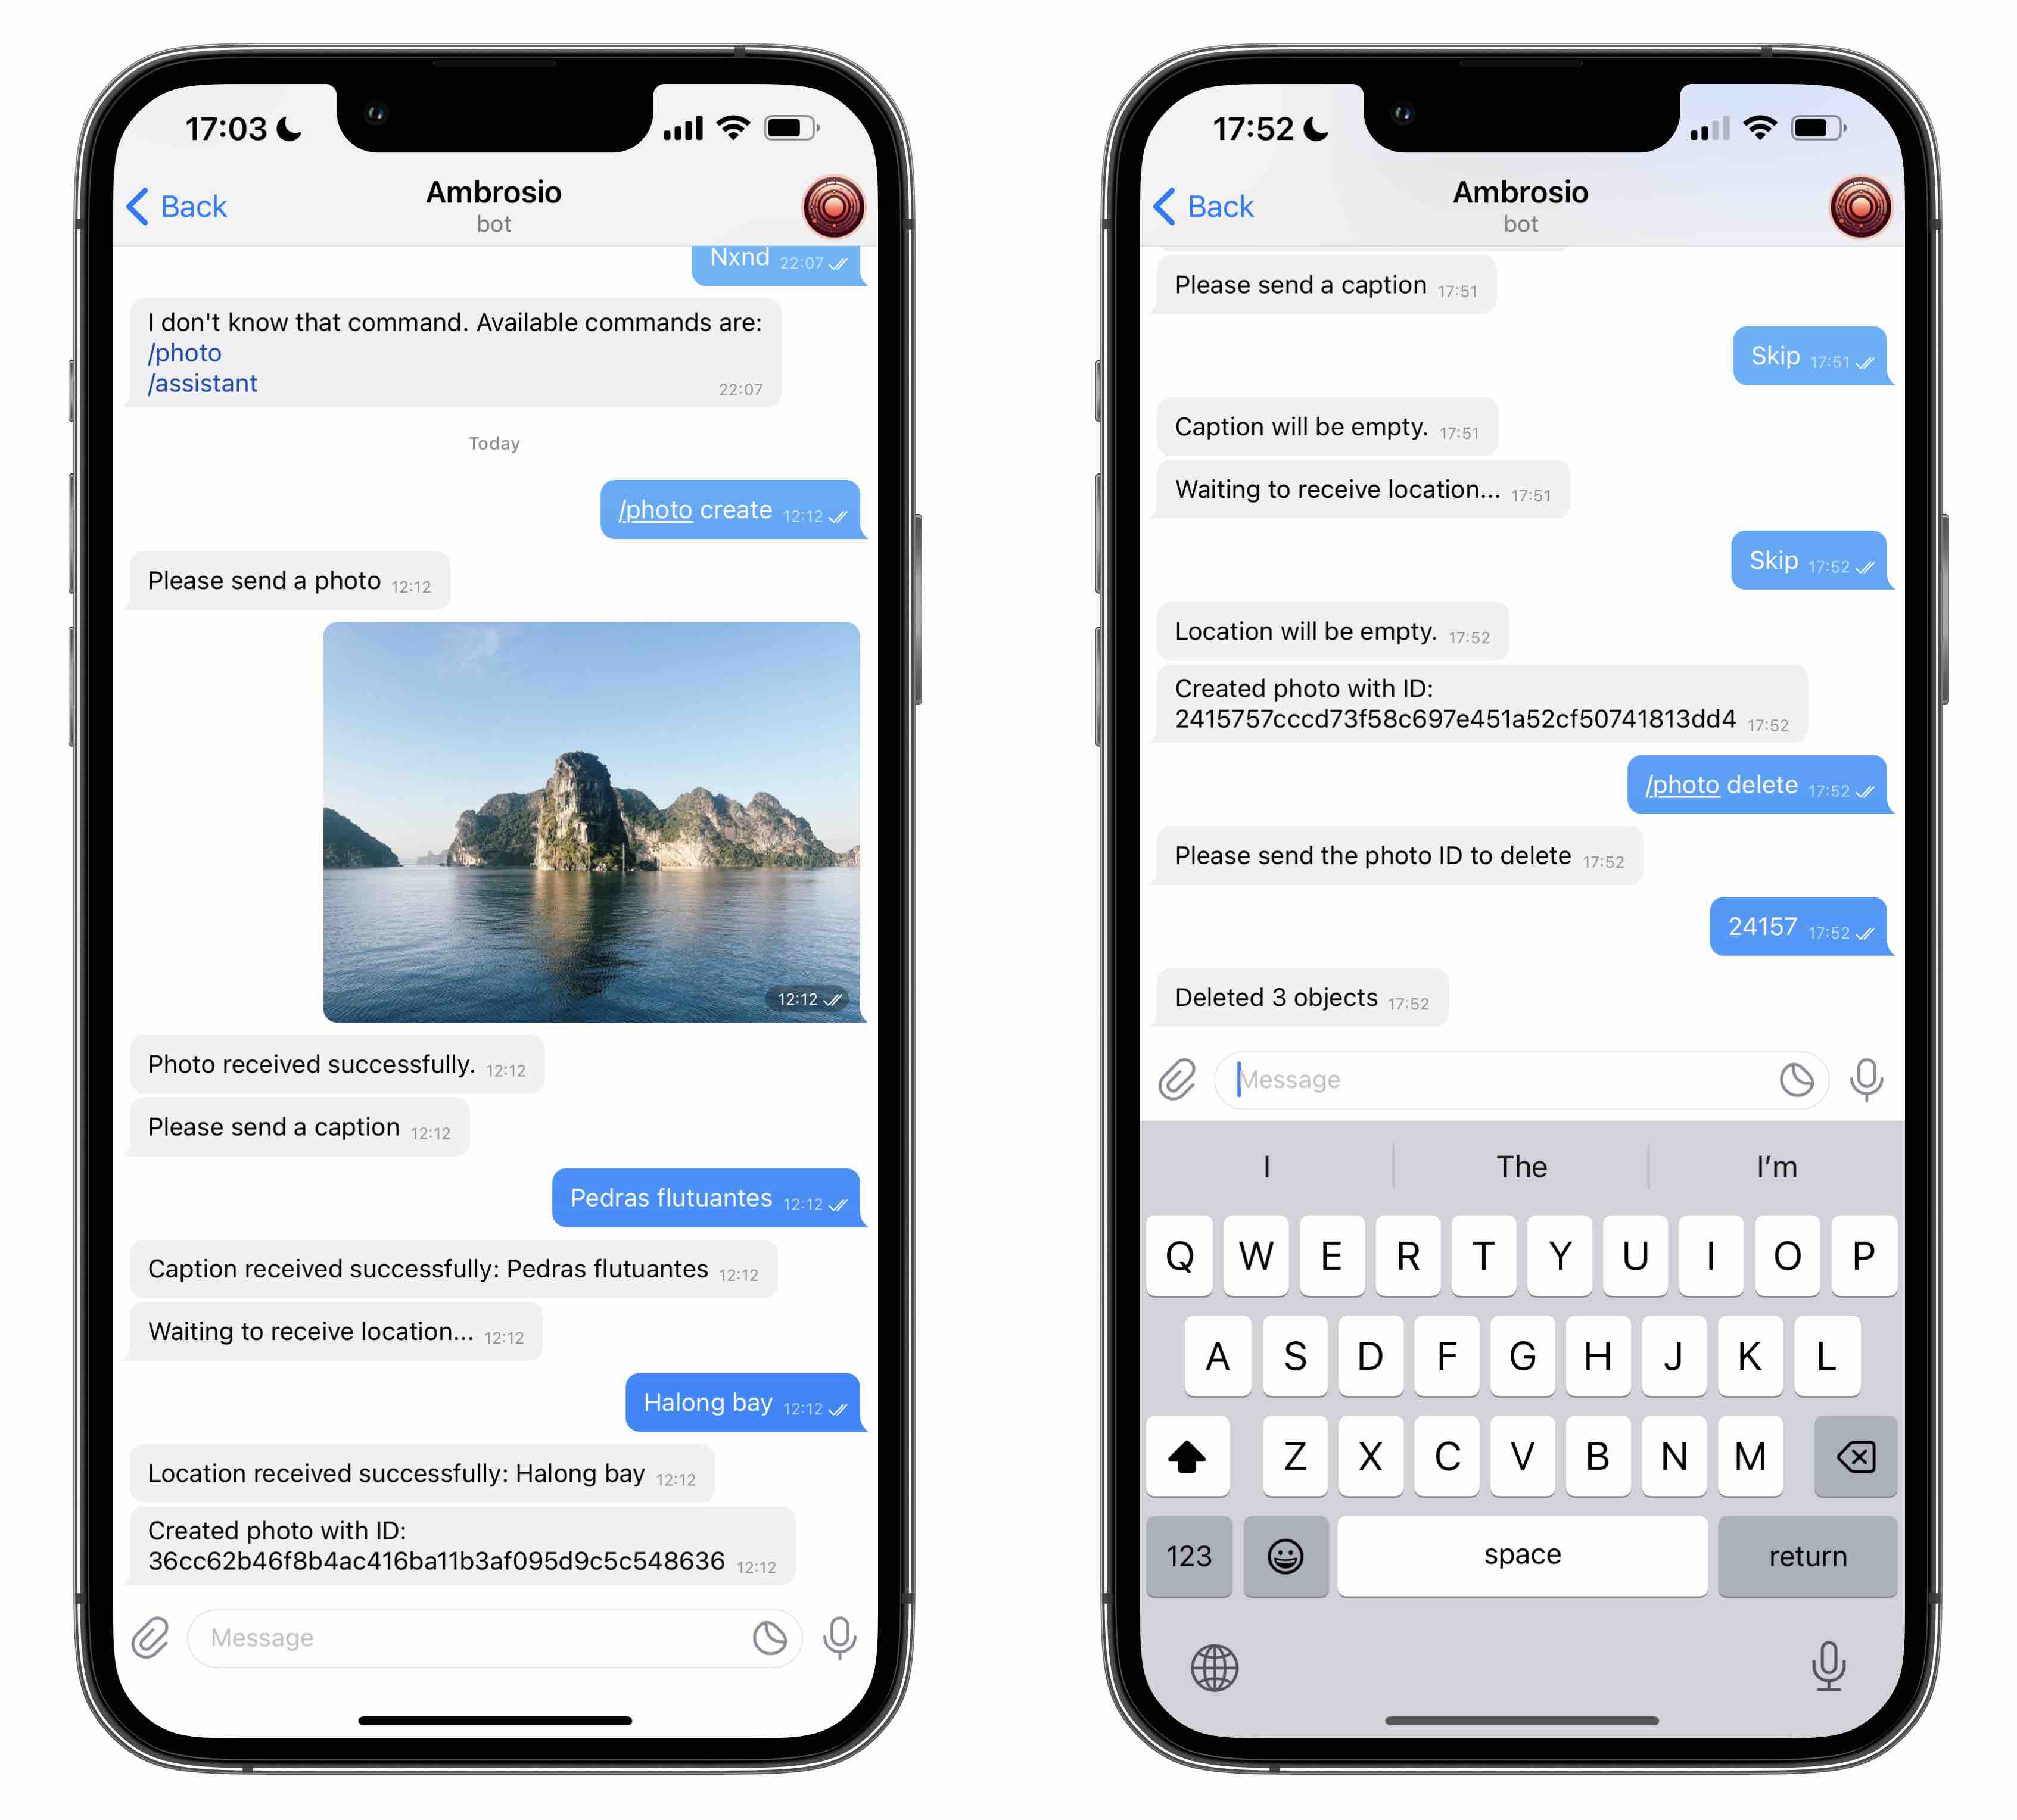 17:03
Back
Ambrosio
bot
Nxnd 22:07
I don't know that command. Available commands are:
/photo
/assistant
22:07
Today
/photo create 12:12
Please send a photo 12:12
12:12
Photo received successfully. 12:12
Please send a caption 12:12
Pedras flutuantes 12:12
Caption received successfully: Pedras flutuantes 12:12
Waiting to receive location... 12:12
Halong bay 12:12
Location received successfully: Halong bay 12:12
Created photo with ID:
36cc62b46f8b4ac416ba11b3af095d9c5c548636 12:12
Message
17:52
Back
Ambrosio
bot
Please send a caption 17:51
Skip 17:51
Caption will be empty. 17:51
Waiting to receive location... 17:51
Skip 17:52
Location will be empty. 17:52
Created photo with ID:
2415757cccd73f58c697e451a52cf50741813dd4 17:52
/photo delete 17:52
Please send the photo ID to delete 17:52
24157 17:52
Deleted 3 objects 17:52
Message
I The I'm
Q W E R T Y U I O P
A S D F G H J K L
Z X C V B N M
123 space return